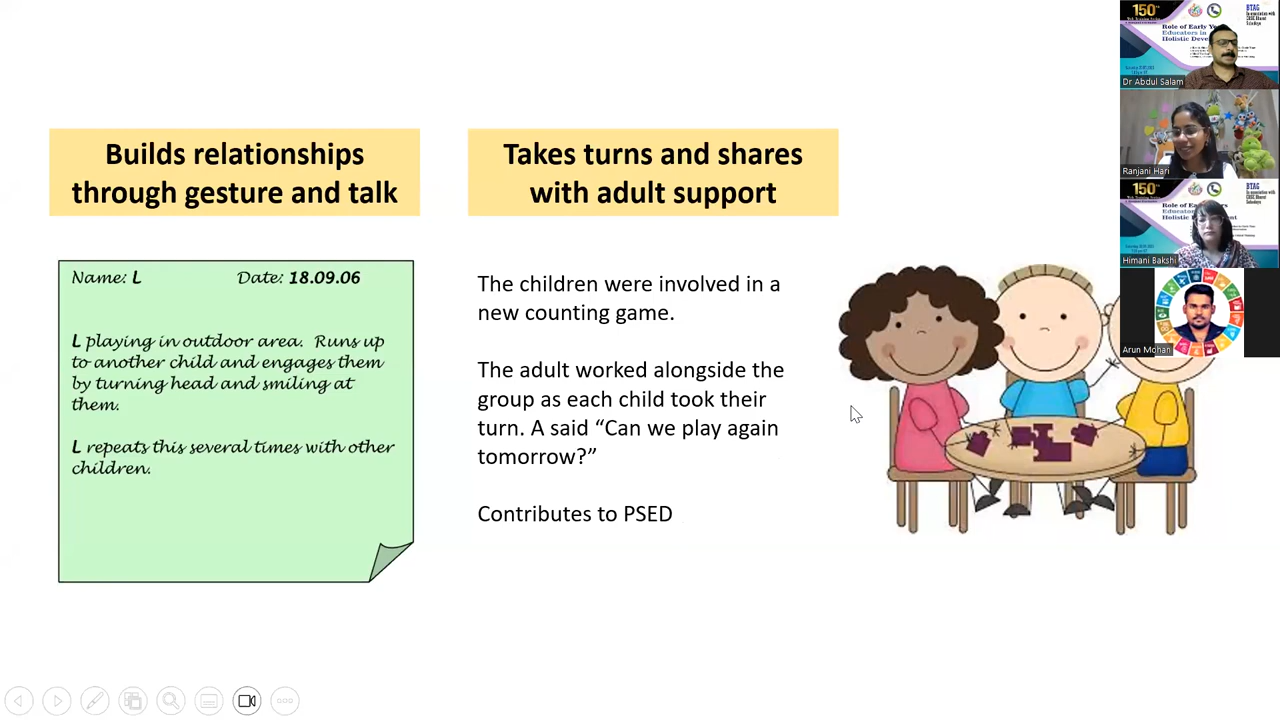 Builds relationships
through gesture and talk
Takes turns and shares
with adult support
Name: L Date: 18.09.06
L playing in outdoor area. Runs up
to another child and engages them
by turning head and smiling at
them.
L repeats this several times with other
children.
The children were involved in a
new counting game.
The adult worked alongside the
group as each child took their
turn. A said “Can we play again
tomorrow?”
Contributes to PSED
150
BTAG
Dr Abdul Salam
Ranjani Hari
150
BTAG
Himani Bakshi
Arun Mohan